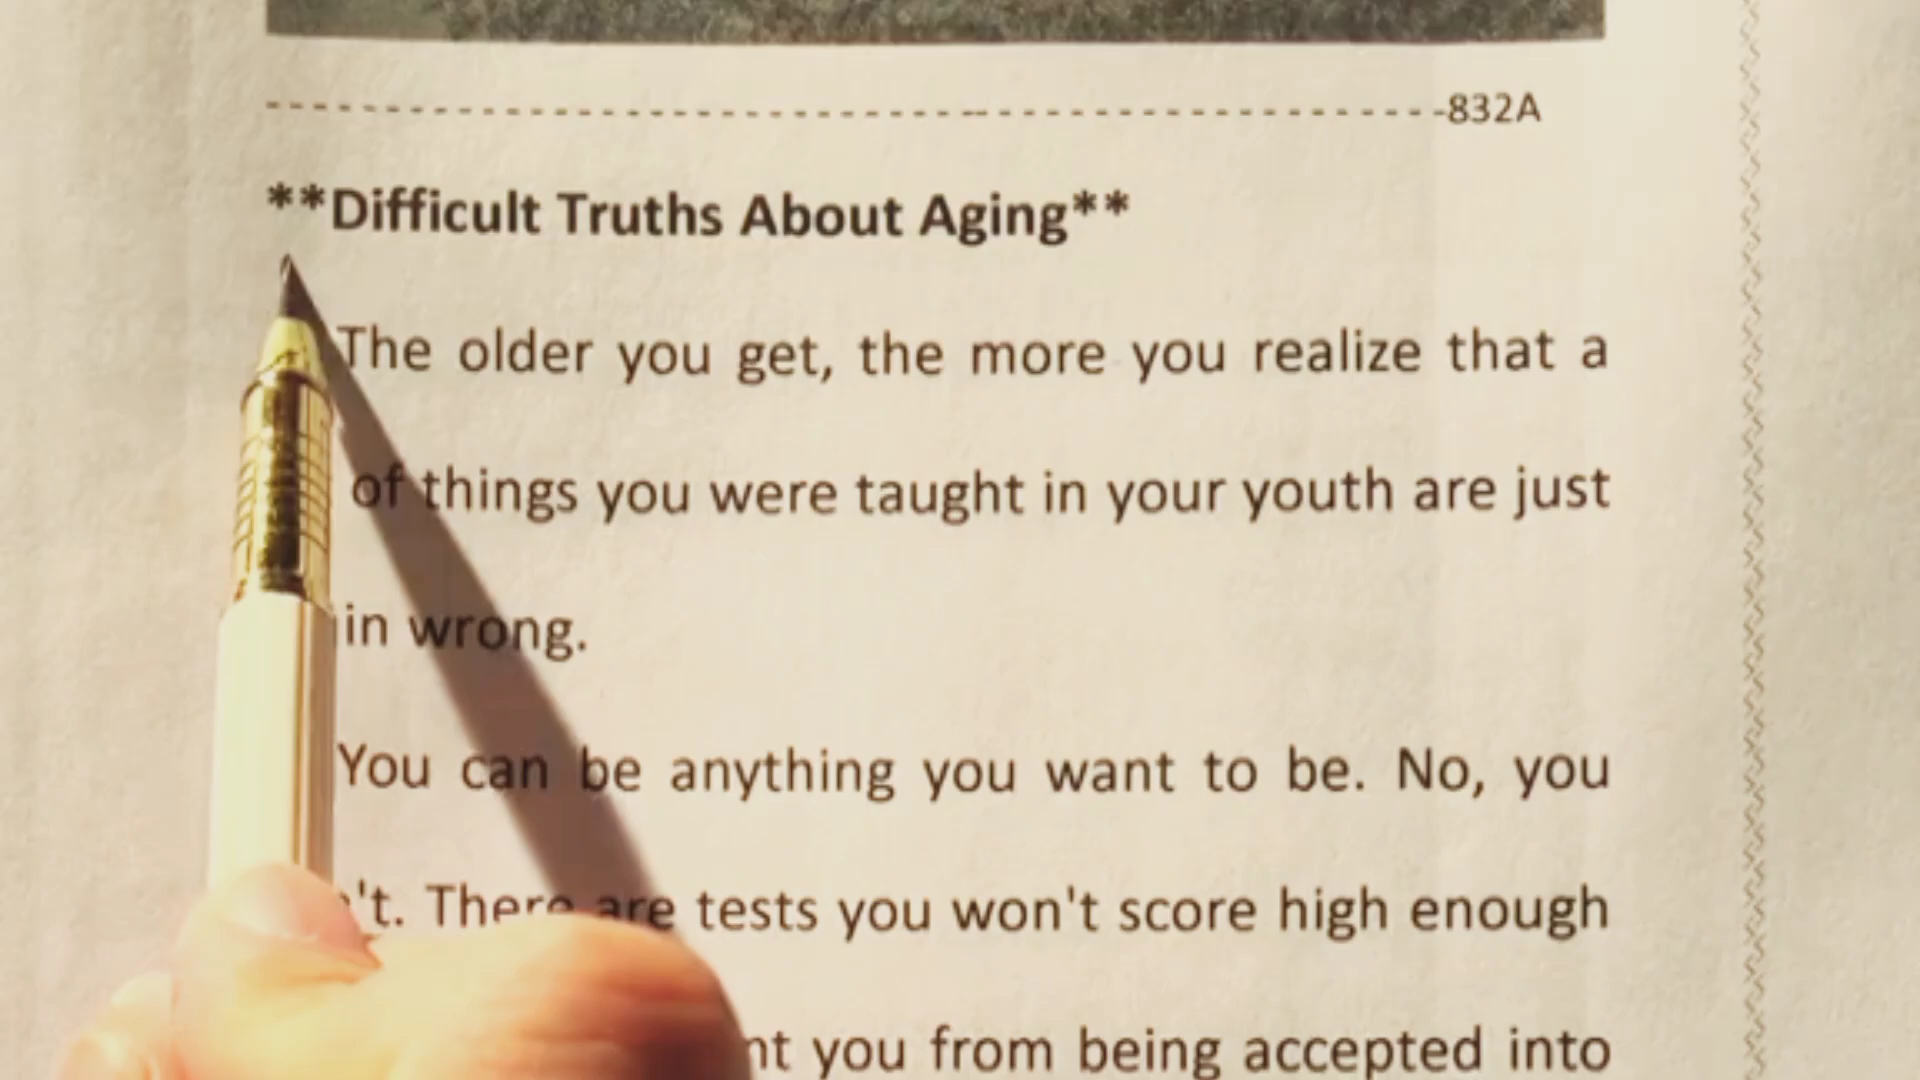 -----------------------------------832A
**Difficult Truths About Aging**
The older you get, the more you realize that a
of things you were taught in your youth are just
in wrong.
You can be anything you want to be. No, you
't. There are tests you won't score high enough
you from being accepted into